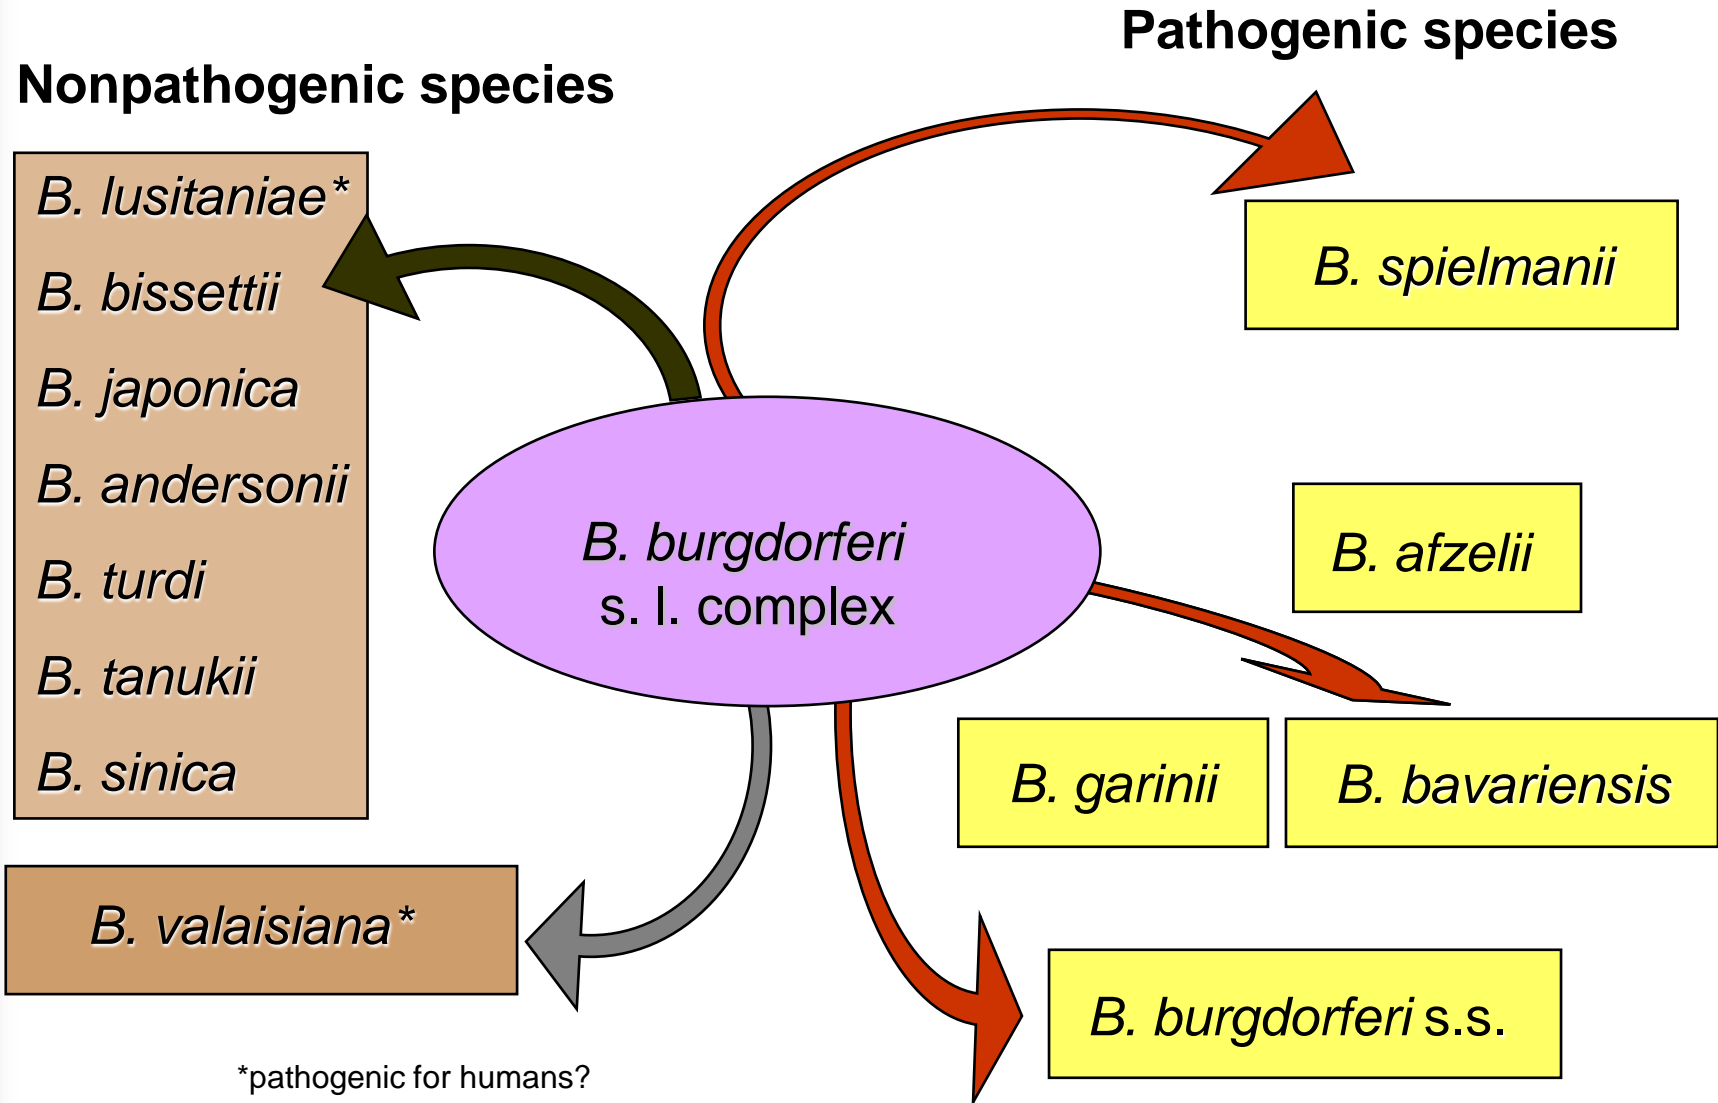 Pathogenic species
Nonpathogenic species
B. lusitaniae*
B. bissettii
B. japonica
B. andersonii
B. turdi
B. tanukii
B. sinica
B. valaisiana*
*pathogenic for humans?
B. burgdorferi
s. l. complex
B. spielmanii
B. afzelii
B. garinii
B. bavariensis
B. burgdorferi s.s.